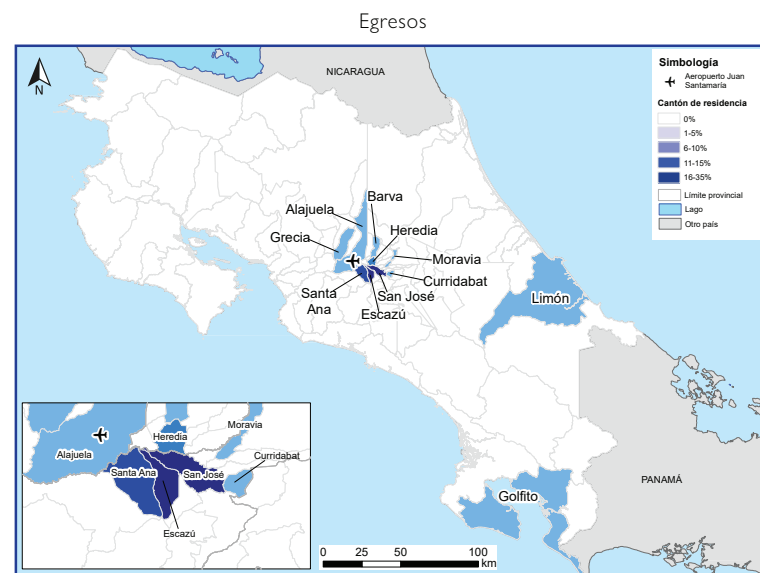 Egresos
N
NICARAGUA
Simbología
Aeropuerto Juan
Santamaría
Cantón de residencia
0%
1-5%
6-10%
11-15%
16-35%
Límite provincial
Lago
Otro país
Barva
Alajuela
Heredia
Grecia
Moravia
Curridabat
San José
Santa
Ana
Escazú
Limón
Golfito
PANAMÁ
Moravia
Heredia
Alajuela
Curridabat
Santa Ana
San José
Escazú
0 25 50 100
km